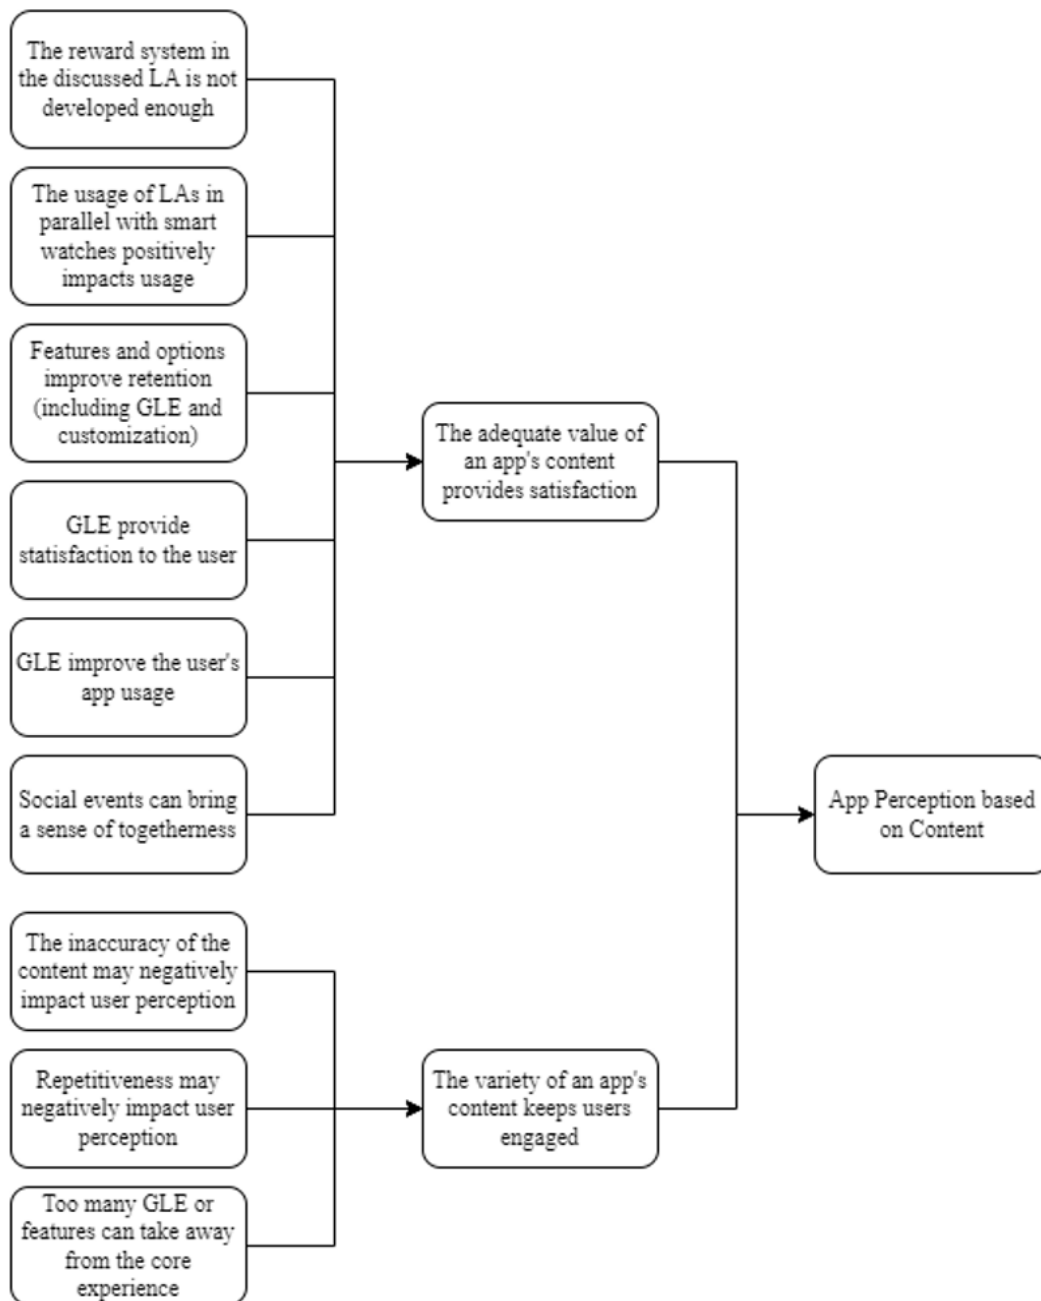 The reward system in
the discussed LA is not
developed enough
The usage of LAs in
parallel with smart
watches positively
impacts usage
Features and options
improve retention
(including GLE and
customization)
GLE provide
statisfaction to the user
GLE improve the user's
app usage
Social events can bring
a sense of togetherness
The adequate value of
an app's content
provides satisfaction
The inaccuracy of the
content may negatively
impact user perception
Repetitiveness may
negatively impact user
perception
Too many GLE or
features can take away
from the core
experience
The variety of an app's
content keeps users
engaged
App Perception based
on Content